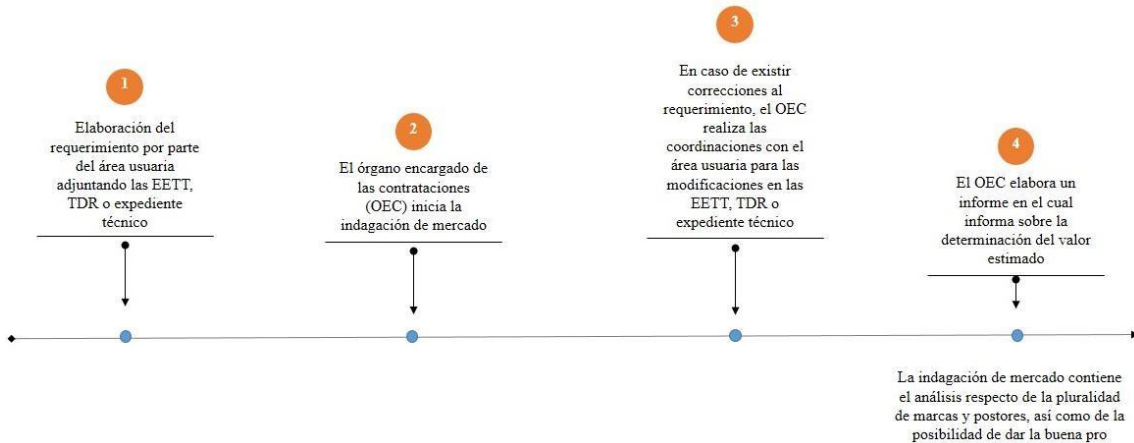 1
Elaboración del
requerimiento por parte
del área usuaria
adjuntando las EETT,
TDR o expediente
técnico
2
El órgano encargado de
las contrataciones
(OEC) inicia la
indagación de mercado
3
En caso de existir
correcciones al
requerimiento, el OEC
realiza las
coordinaciones con el
área usuaria para las
modificaciones en las
EETT, TDR o
expediente técnico
4
El OEC elabora un
informe en el cual
informa sobre la
determinación del valor
estimado
La indagación de mercado contiene
el análisis respecto de la pluralidad
de marcas y postores, así como de la
posibilidad de dar la buena pro